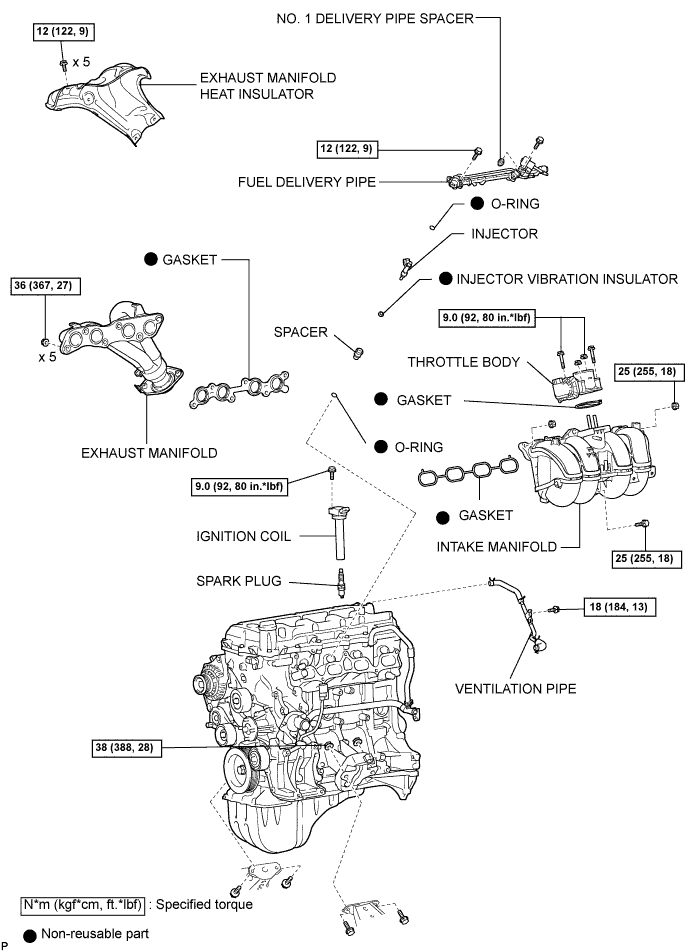 NO. 1 DELIVERY PIPE SPACER
12 (122, 9)
x 5
EXHAUST MANIFOLD
HEAT INSULATOR
12 (122, 9)
FUEL DELIVERY PIPE
O-RING
INJECTOR
GASKET
INJECTOR VIBRATION INSULATOR
36 (367, 27)
9.0 (92, 80 in.*lbf)
SPACER
x 5
THROTTLE BODY
25 (255, 18)
GASKET
EXHAUST MANIFOLD
O-RING
9.0 (92, 80 in.*lbf)
GASKET
IGNITION COIL
INTAKE MANIFOLD
25 (255, 18)
SPARK PLUG
18 (184, 13)
VENTILATION PIPE
38 (388, 28)
N*m (kgf*cm, ft.*lbf) : Specified torque
Non-reusable part
P